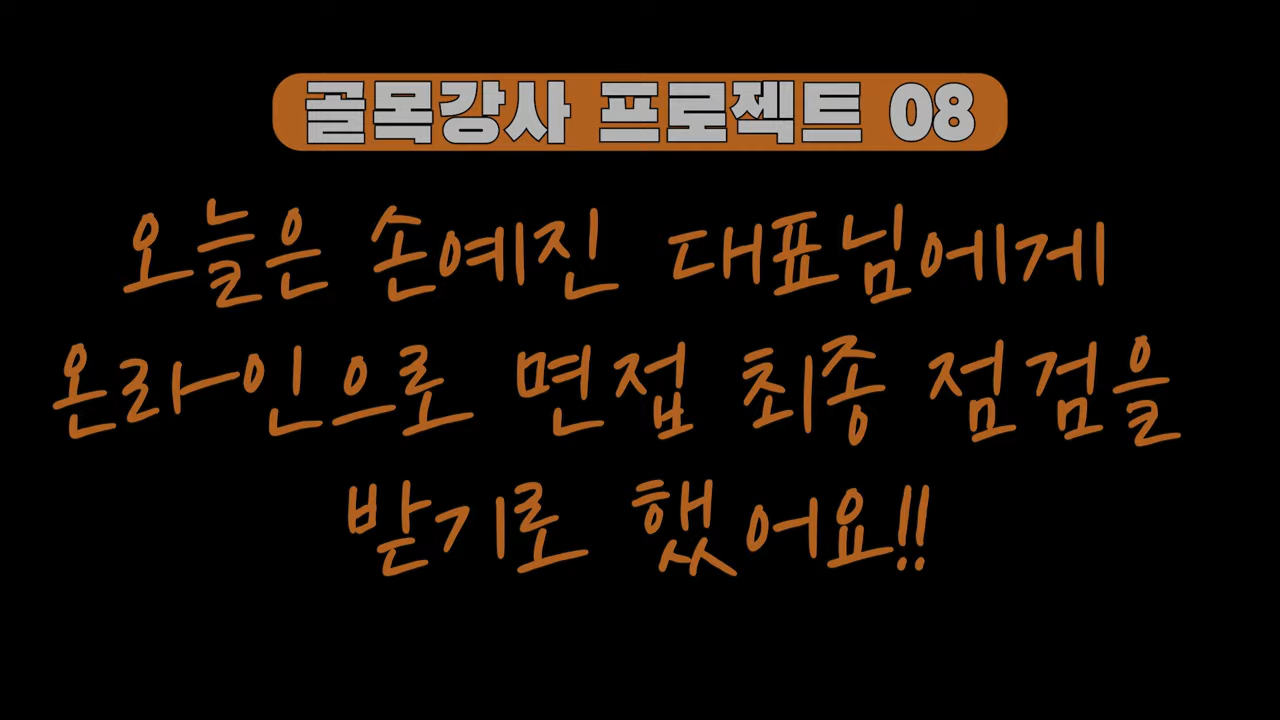 골목강사 프로젝트 08
오늘은 손예진 대표님에게
온라인으로 면접 최종 점검을
받기로 했어요!!